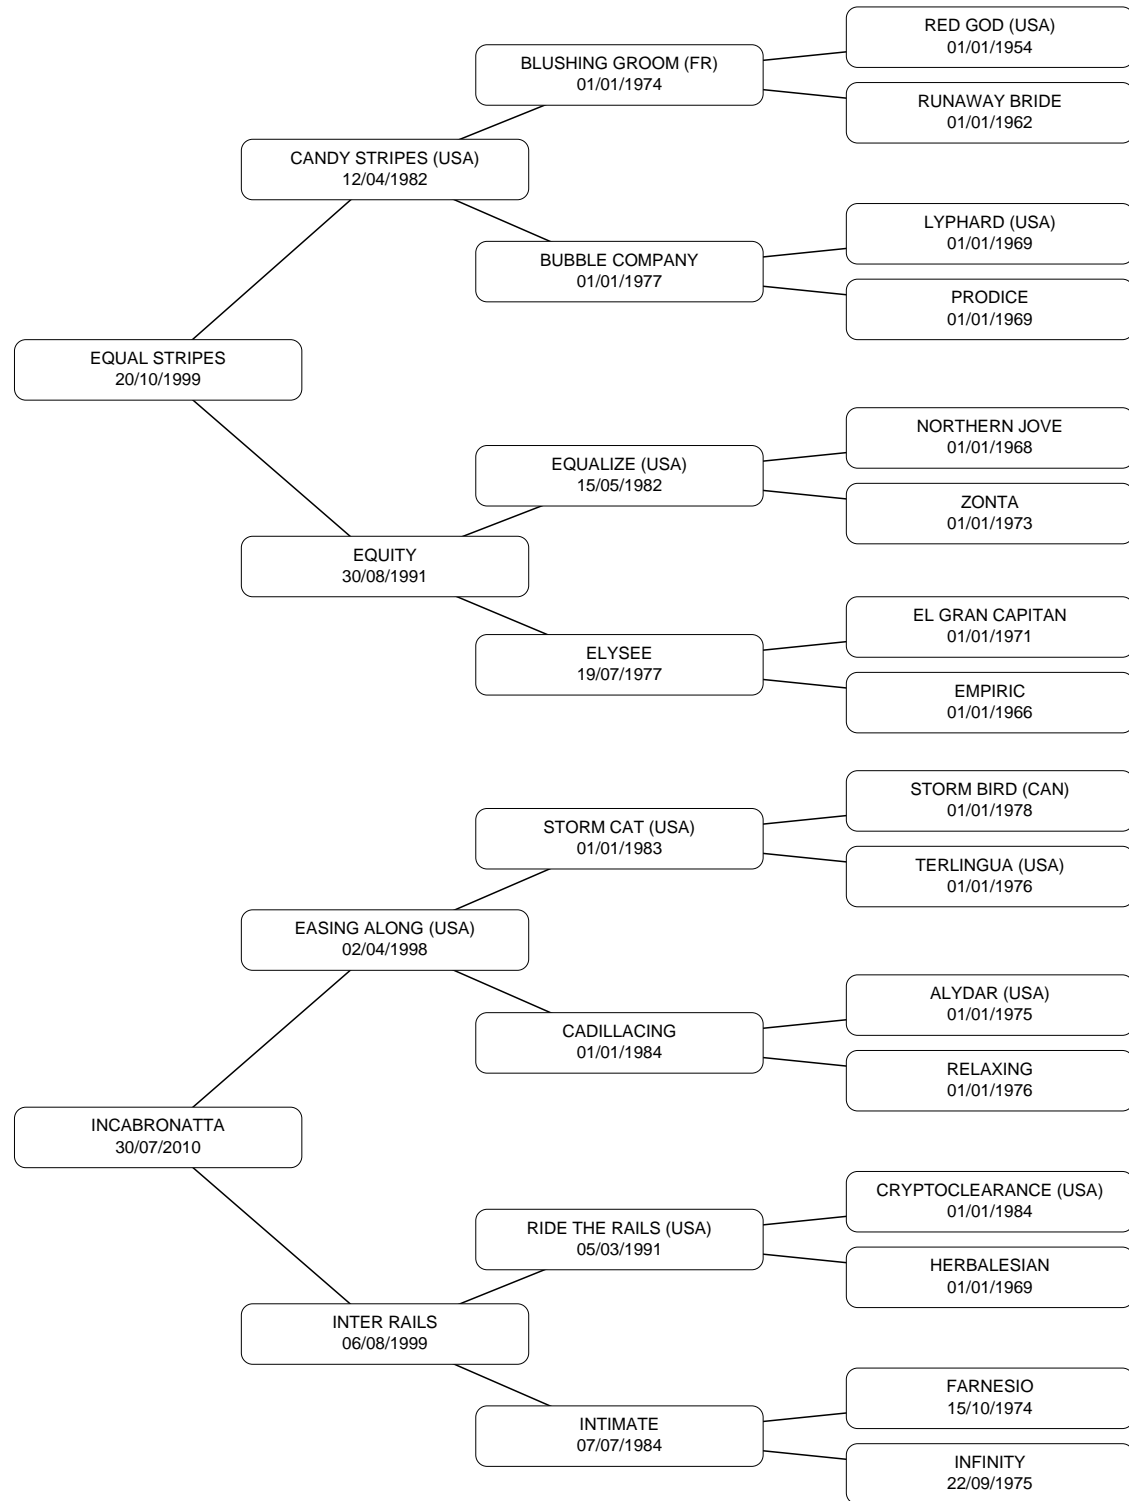 RED GOD (USA)
01/01/1954
BLUSHING GROOM (FR)
01/01/1974
RUNAWAY BRIDE
01/01/1962
CANDY STRIPES (USA)
12/04/1982
LYPHARD (USA)
01/01/1969
BUBBLE COMPANY
01/01/1977
PRODICE
01/01/1969
EQUAL STRIPES
20/10/1999
NORTHERN JOVE
01/01/1968
EQUALIZE (USA)
15/05/1982
ZONTA
01/01/1973
EQUITY
30/08/1991
EL GRAN CAPITAN
01/01/1971
ELYSEE
19/07/1977
EMPIRIC
01/01/1966
STORM BIRD (CAN)
01/01/1978
STORM CAT (USA)
01/01/1983
TERLINGUA (USA)
01/01/1976
EASING ALONG (USA)
02/04/1998
ALYDAR (USA)
01/01/1975
CADILLACING
01/01/1984
RELAXING
01/01/1976
INCABRONATTA
30/07/2010
CRYPTOCLEARANCE (USA)
01/01/1984
RIDE THE RAILS (USA)
05/03/1991
HERBALESIAN
01/01/1969
INTER RAILS
06/08/1999
FARNESIO
15/10/1974
INTIMATE
07/07/1984
INFINITY
22/09/1975